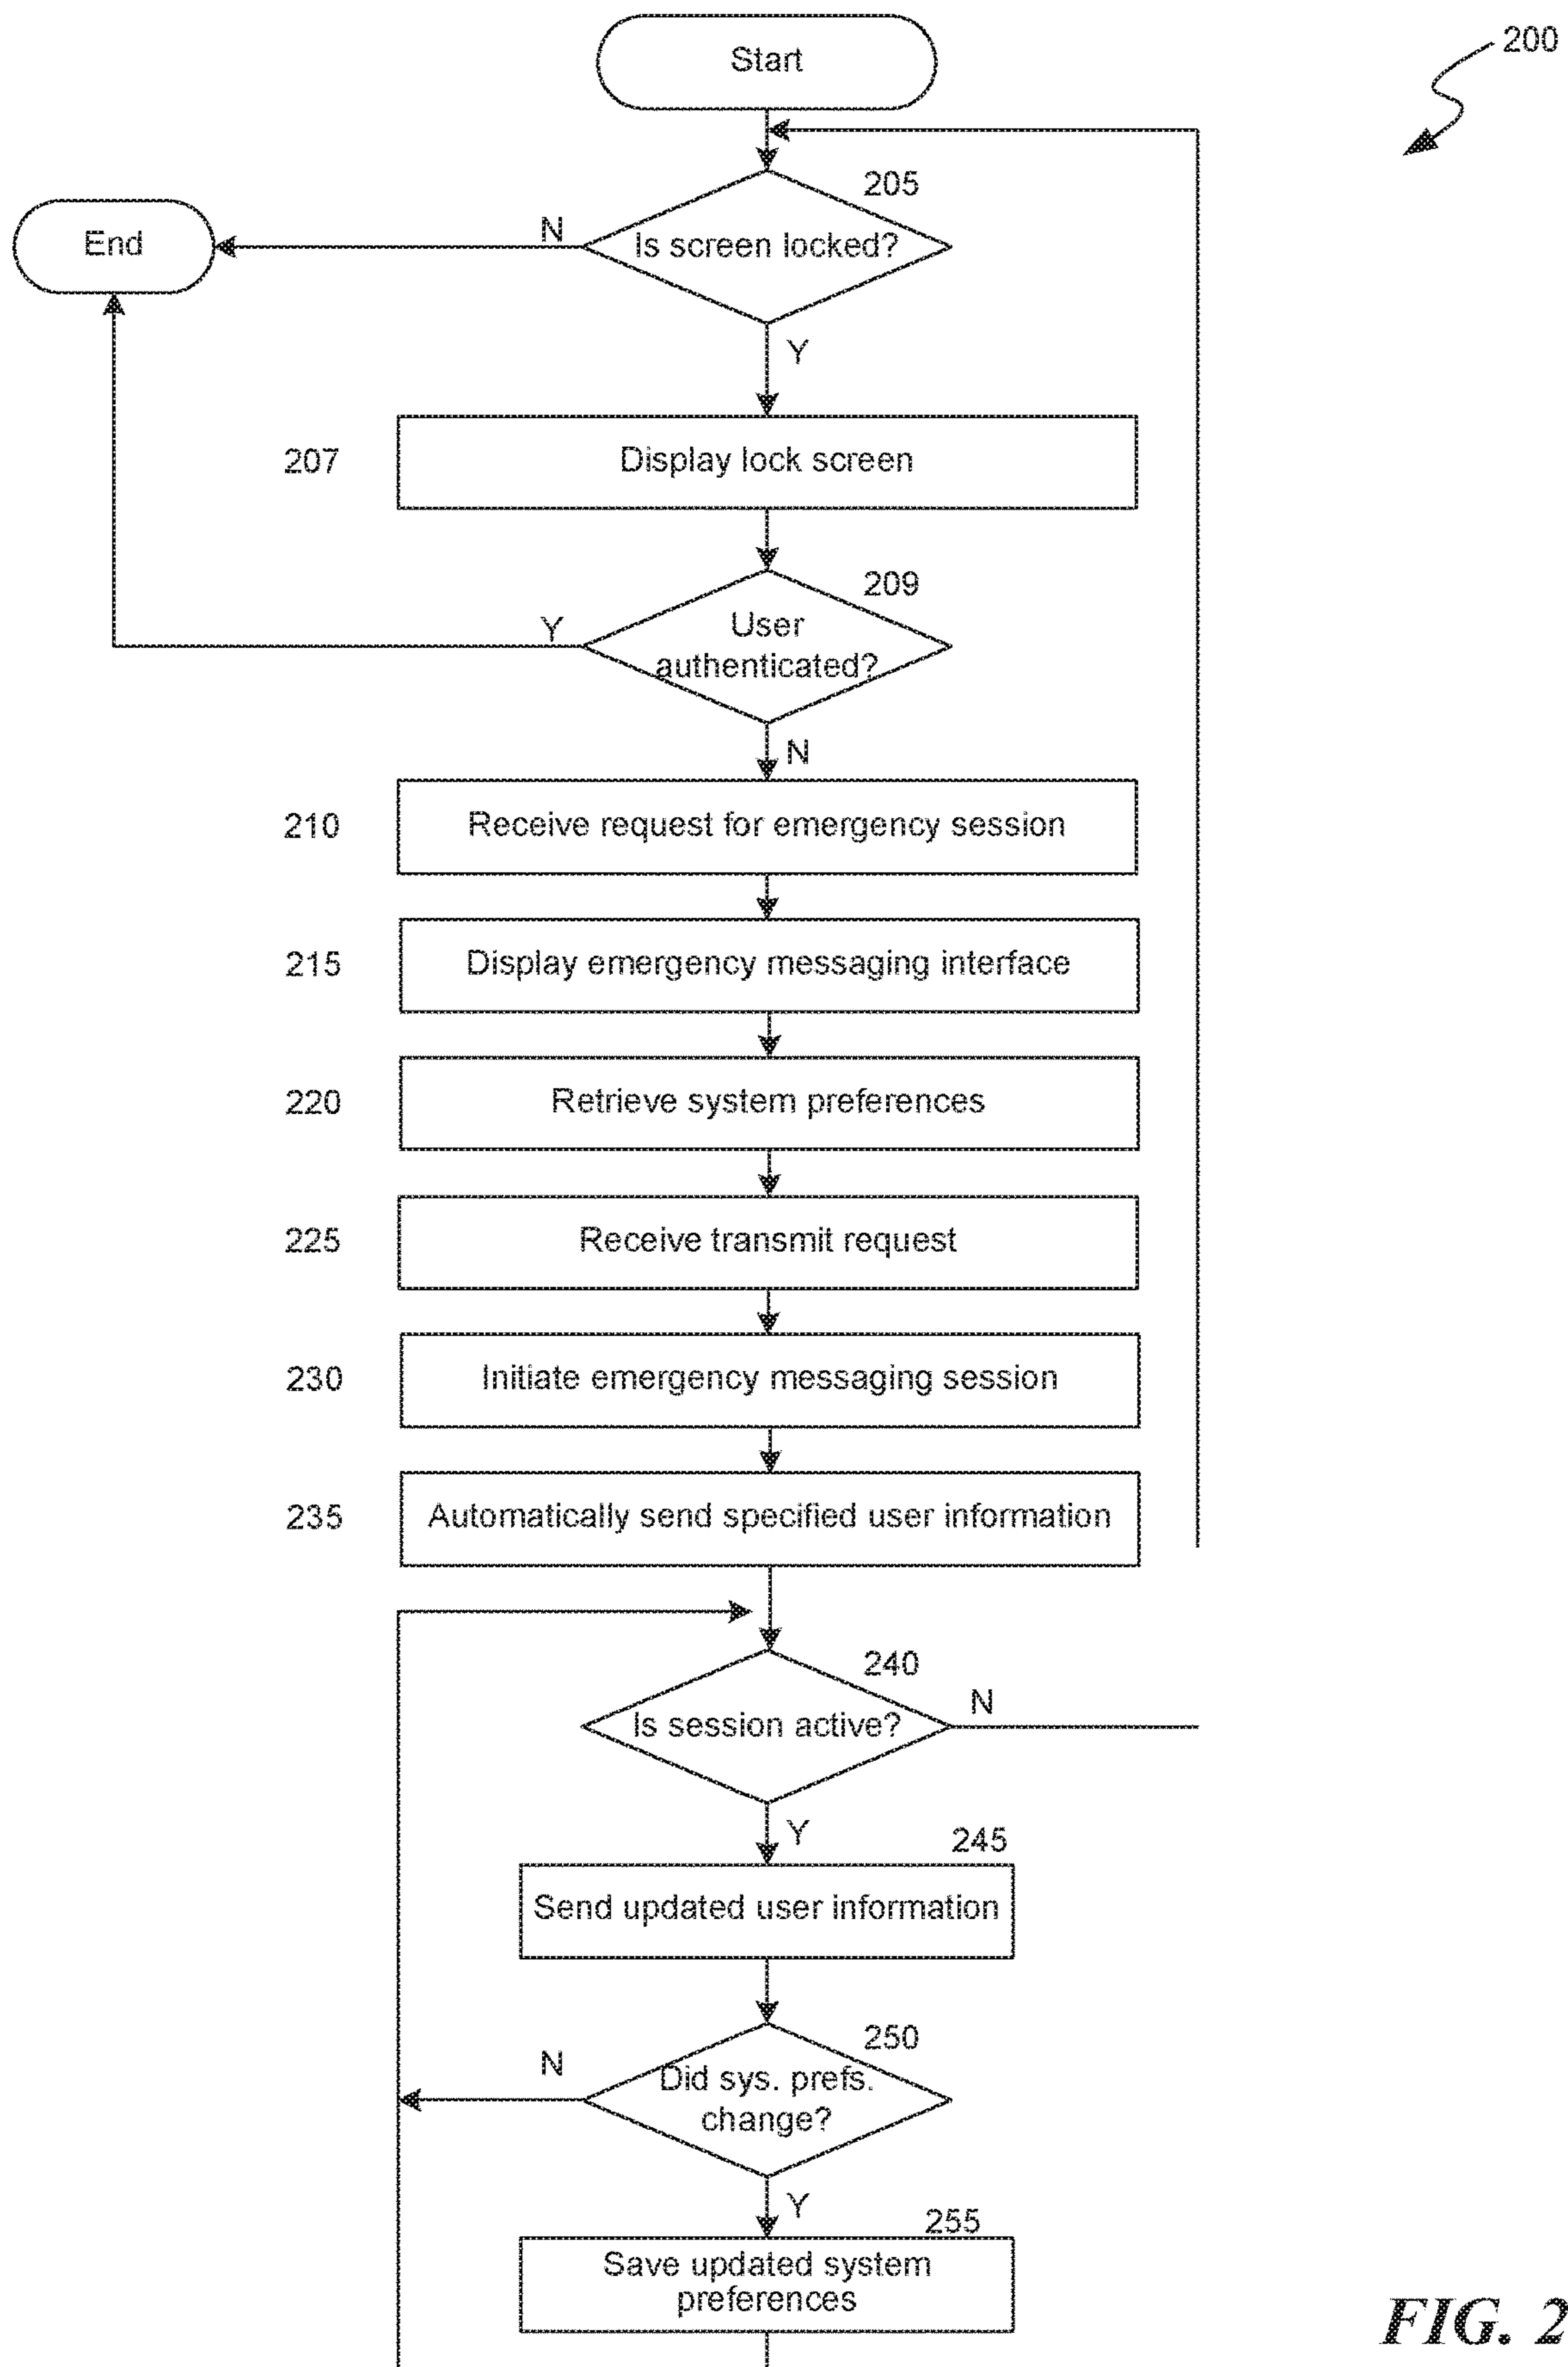 Start
200
205
Is screen locked?
N
End
Y
207
Display lock screen
209
User
authenticated?
Y
N
210
Receive request for emergency session
215
Display emergency messaging interface
220
Retrieve system preferences
225
Receive transmit request
230
Initiate emergency messaging session
235
Automatically send specified user information
240
Is session active?
N
Y
245
Send updated user information
250
Did sys. prefs.
change?
N
Y
255
Save updated system
preferences
FIG. 2